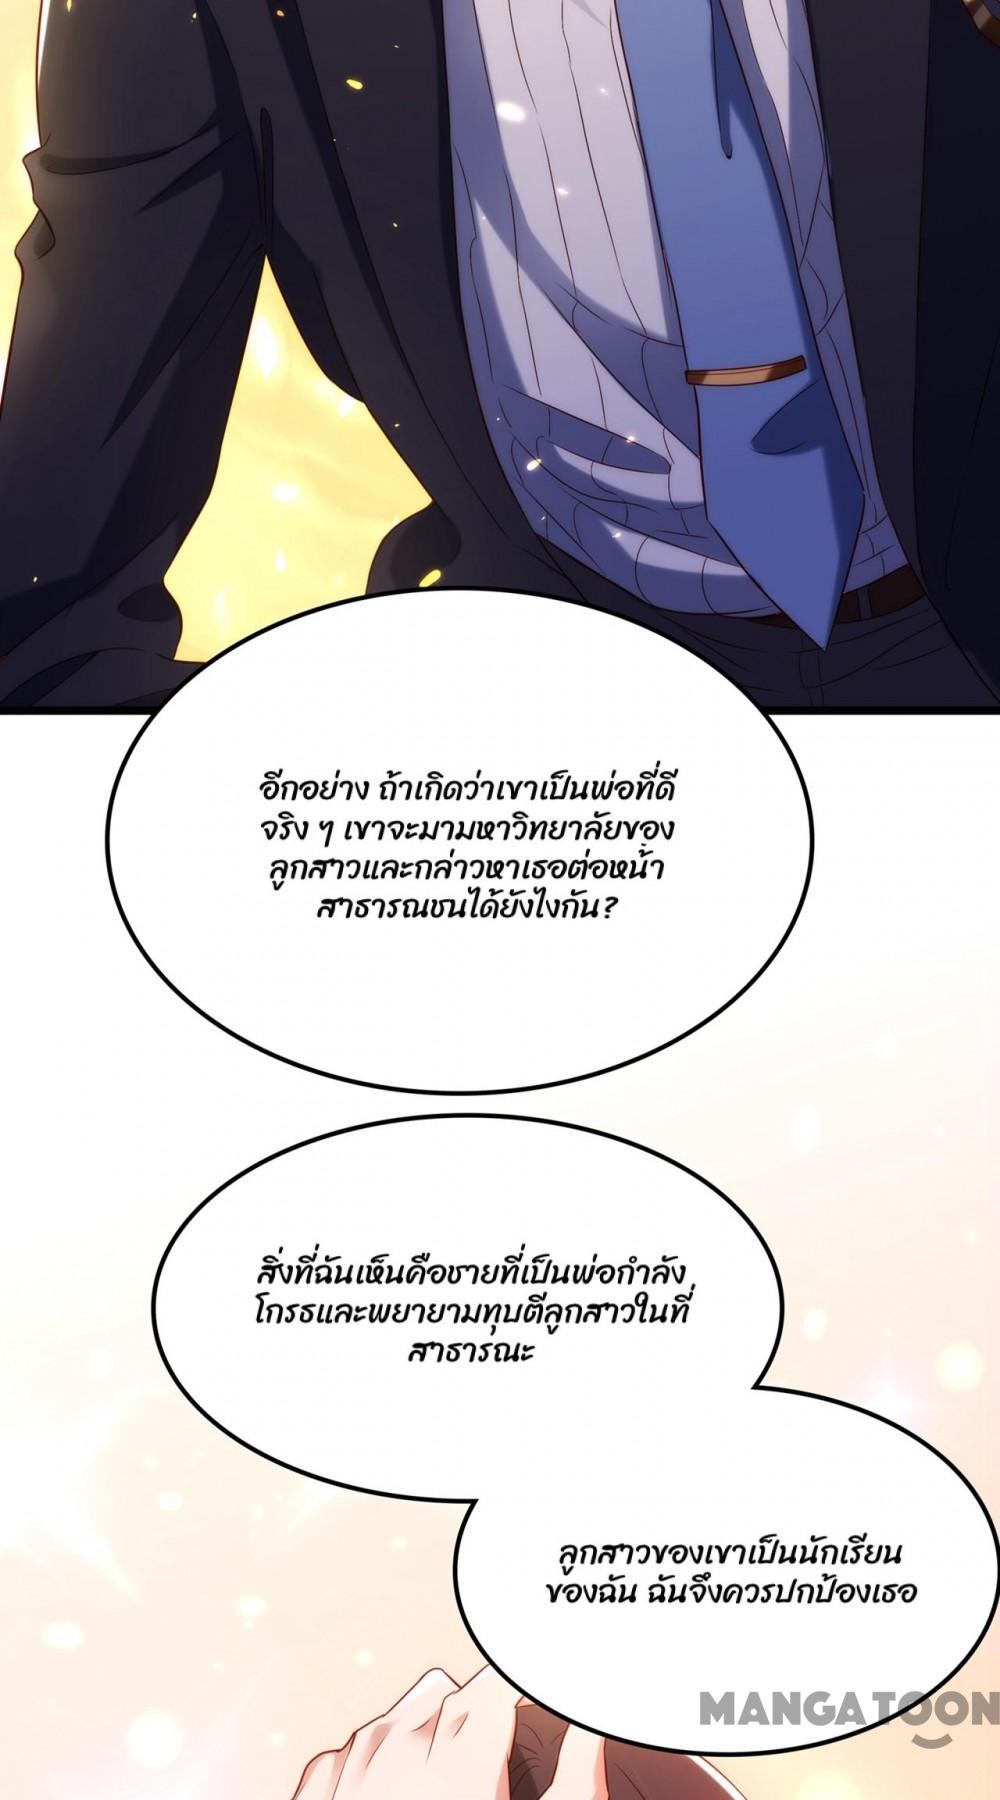 อีกอย่าง ถ้าเกิดว่าเขาเป็นพ่อที่ดี
จริง ๆ เขาจะมามหาวิทยาลัยของ
ลูกสาวและกล่าวหาเธอต่อหน้า
สาธารณชนได้ยังไงกัน?
สิ่งที่ฉันเห็นคือชายที่เป็นพ่อกำลัง
โกรธและพยายามทุบตีลูกสาวในที่
สาธารณะ
ลูกสาวของเขาเป็นนักเรียน
ของฉัน ฉันจึงควรปกป้องเธอ
MANGATOON